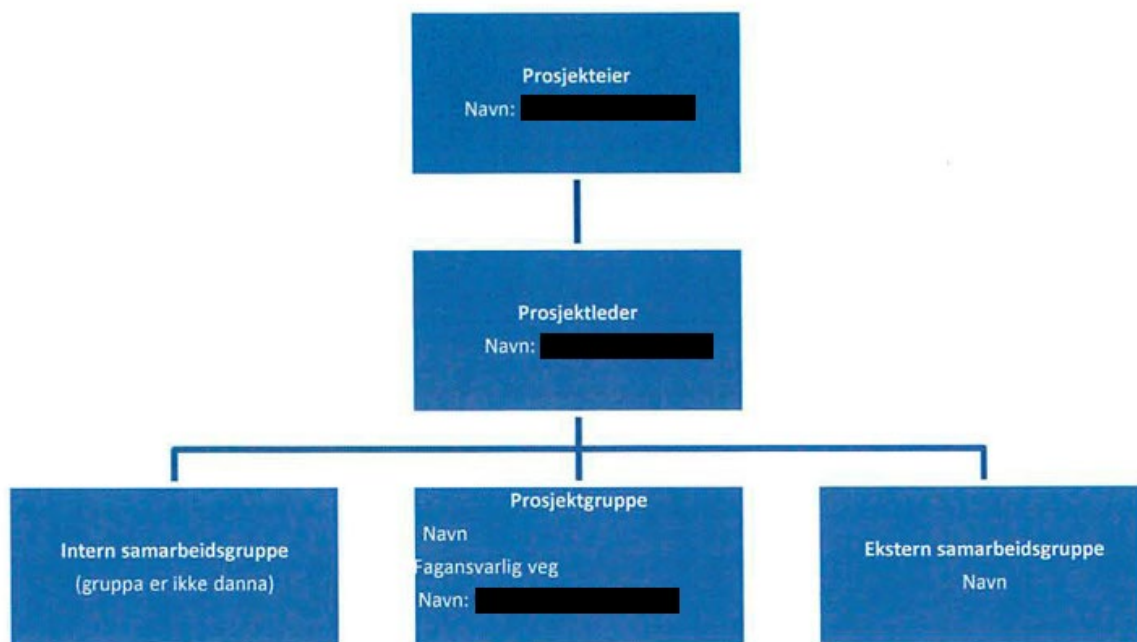 Prosjekteier
Navn:
Prosjektleder
Navn:
Intern samarbeidsgruppe
(gruppa er ikke danna)
Prosjektgruppe
Navn
Fagansvarlig veg
Navn:
Ekstern samarbeidsgruppe
Navn